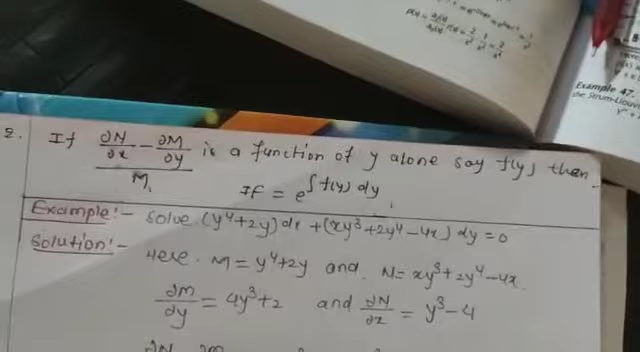 Example 47.
2. If (∂N/∂x - ∂M/∂y)/M, is a function of y alone say f(y) then
IF = e^∫f(y)dy
Example:- Solve (y⁴+2y)dx + (xy³+2y⁴-4x)dy=0
Solution:- Here. M = y⁴+2y and. N = xy³+2y⁴-4x.
∂M/∂y = 4y³+2 and ∂N/∂x = y³-4